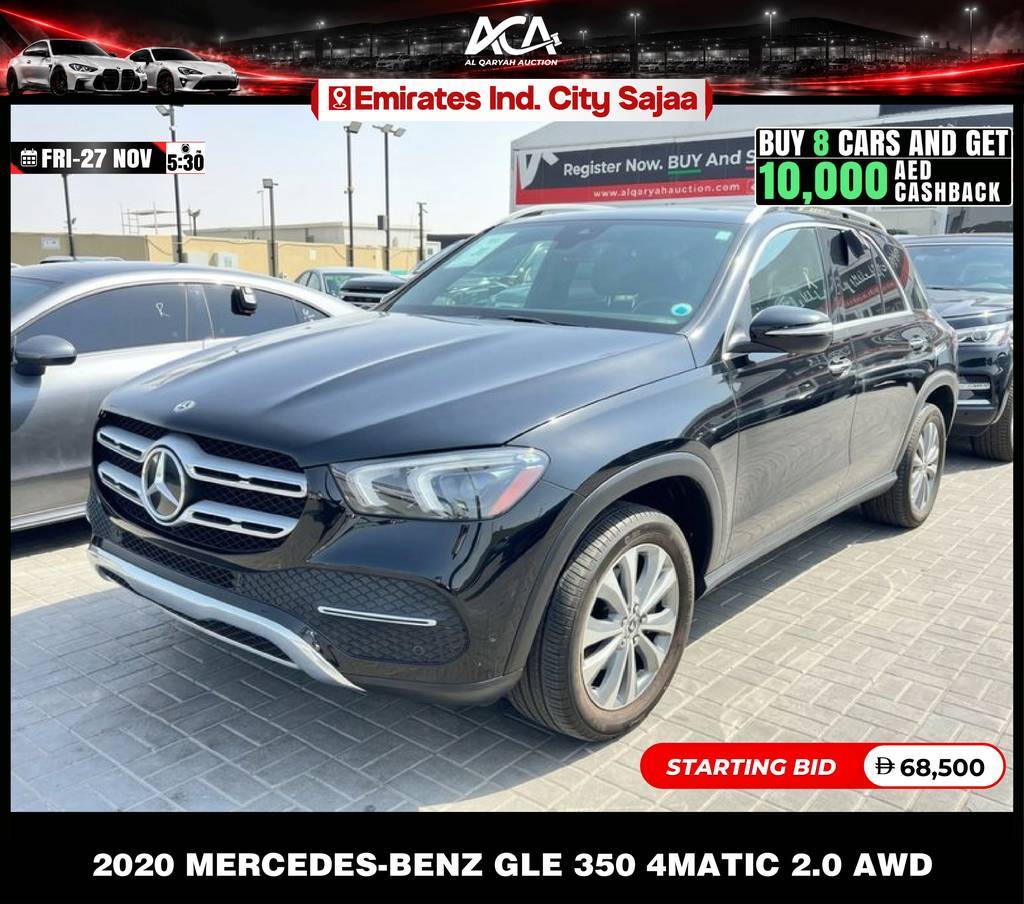 ACA
AL QARYAH AUCTION
Emirates Ind. City Sajaa
FRI-27 NOV 5:30
BUY 8 CARS AND GET
10,000 AED CASHBACK
Register Now. BUY And S
www.alqaryahauction.com
R
STARTING BID 68,500
2020 MERCEDES-BENZ GLE 350 4MATIC 2.0 AWD